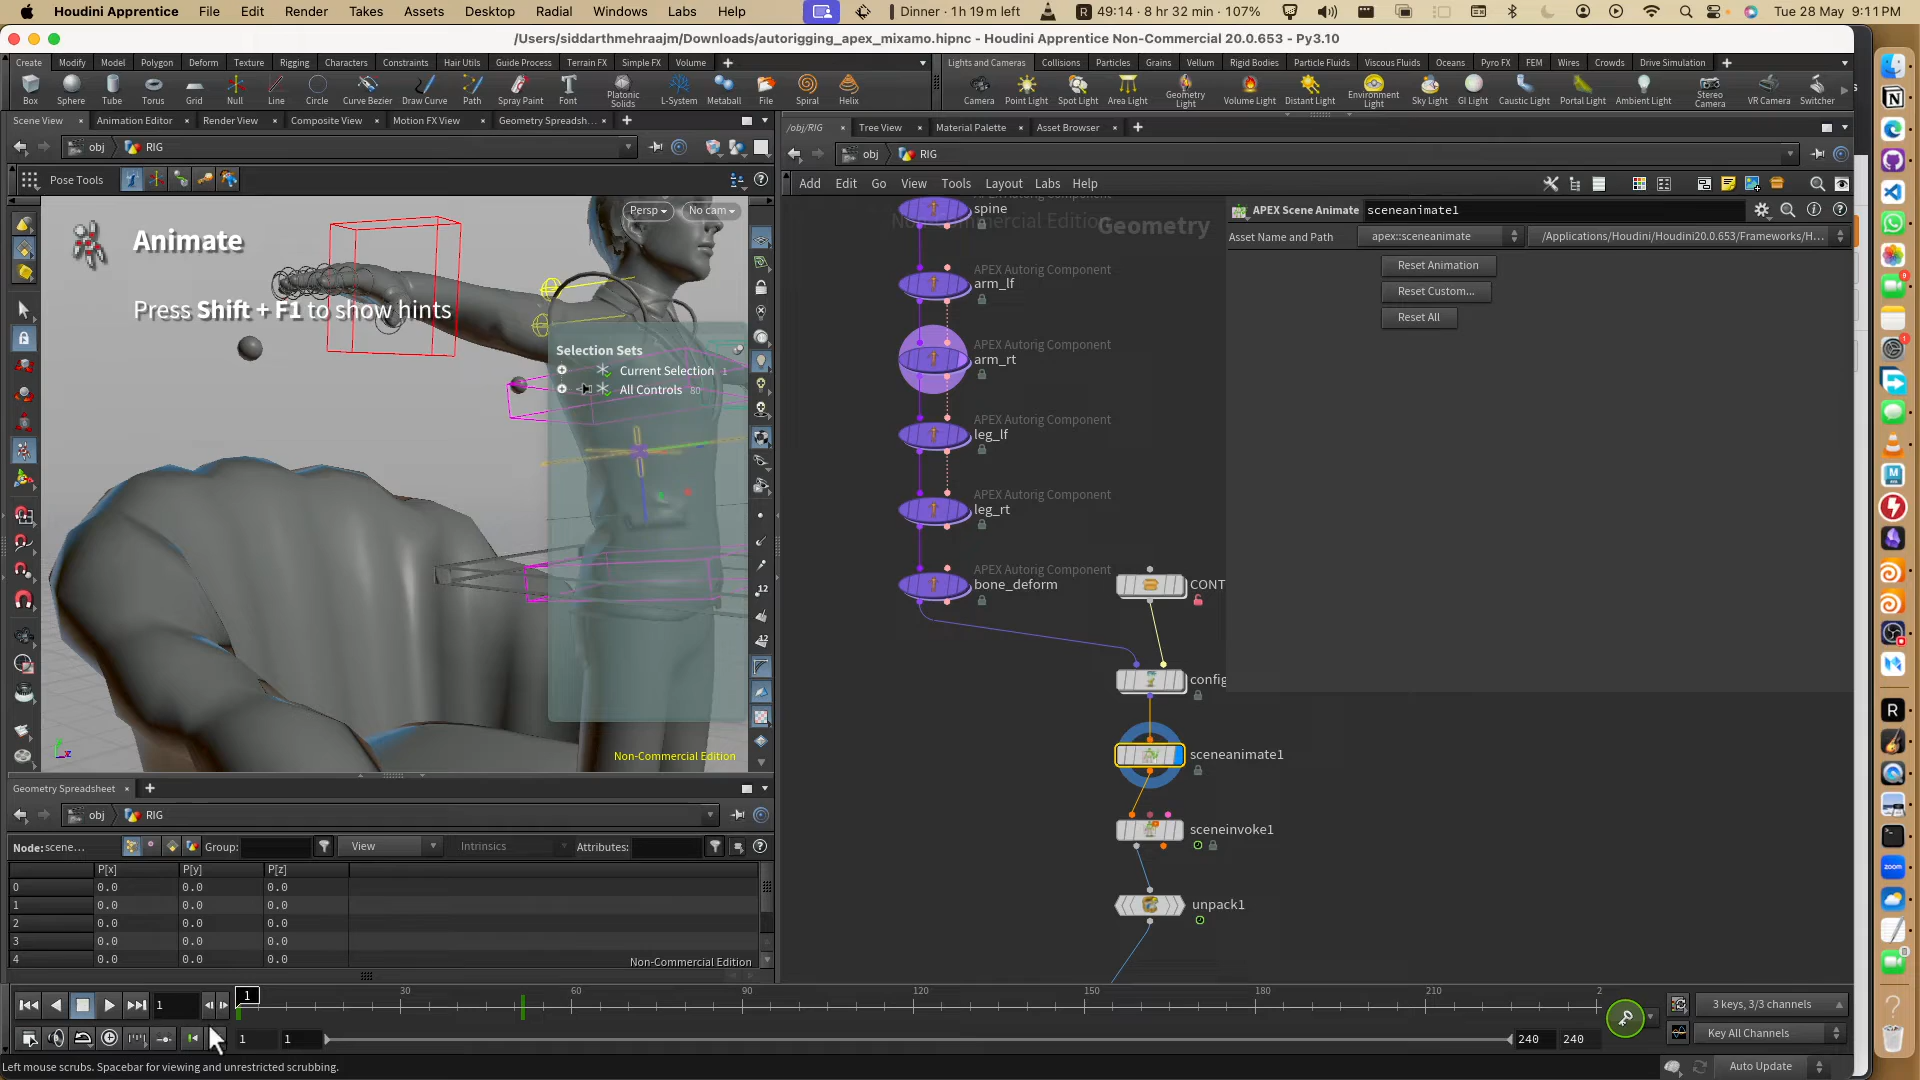 Houdini Apprentice File Edit Render Takes Assets Desktop Radial Windows Labs Help
Dinner - 1 h 19 m left 49:14 - 8 hr 32 min - 107% Tue 28 May 9:11 PM
/Users/siddarthmehraajm/Downloads/autorigging_apex_mixamo.hipnc - Houdini Apprentice Non-Commercial 20.0.653 - Py3.10
Create Modify Model Polygon Deform Texture Rigging Characters Constraints Hair Utils Guide Process Terrain FX Simple FX Volume
Lights and Cameras Collisions Particles Grains Vellum Rigid Bodies Particle Fluids Viscous Fluids Oceans Pyro FX FEM Wires Crowds Drive Simulation
Box Sphere Tube Torus Grid Null Line Circle Curve Bezier Draw Curve Path Spray Paint Font Platonic Solids L-System Metaball File Spiral Helix
Camera Point Light Spot Light Area Light Geometry Light Volume Light Distant Light Environment Light Sky Light GI Light Caustic Light Portal Light Ambient Light Stereo Camera VR Camera Switcher
Scene View Animation Editor Render View Composite View Motion FX View Geometry Spreadsh...
/obj/RIG Tree View Material Palette Asset Browser
obj RIG
obj RIG
Pose Tools
Add Edit Go View Tools Layout Labs Help
Persp No cam
Animate
Press Shift + F1 to show hints
Selection Sets
Current Selection 1
All Controls 80
Non-Commercial Edition
Non-Commercial Edition
Geometry
spine
APEX Autorig Component
arm_lf
APEX Autorig Component
arm_rt
APEX Autorig Component
leg_lf
APEX Autorig Component
leg_rt
APEX Autorig Component
bone_deform
CONT
config
sceneanimate1
sceneinvoke1
unpack1
APEX Scene Animate sceneanimate1
Asset Name and Path apex::sceneanimate /Applications/Houdini/Houdini20.0.653/Frameworks/H...
Reset Animation
Reset Custom...
Reset All
Geometry Spreadsheet
obj RIG
Node: scene... Group: View Intrinsics Attributes:
P[x] P[y] P[z]
0 0.0 0.0 0.0
1 0.0 0.0 0.0
2 0.0 0.0 0.0
3 0.0 0.0 0.0
4 0.0 0.0 0.0
Non-Commercial Edition
1 1 30 60 90 120 150 180 210 2
3 keys, 3/3 channels
1 1 240 240
Key All Channels
Left mouse scrubs. Spacebar for viewing and unrestricted scrubbing.
Auto Update